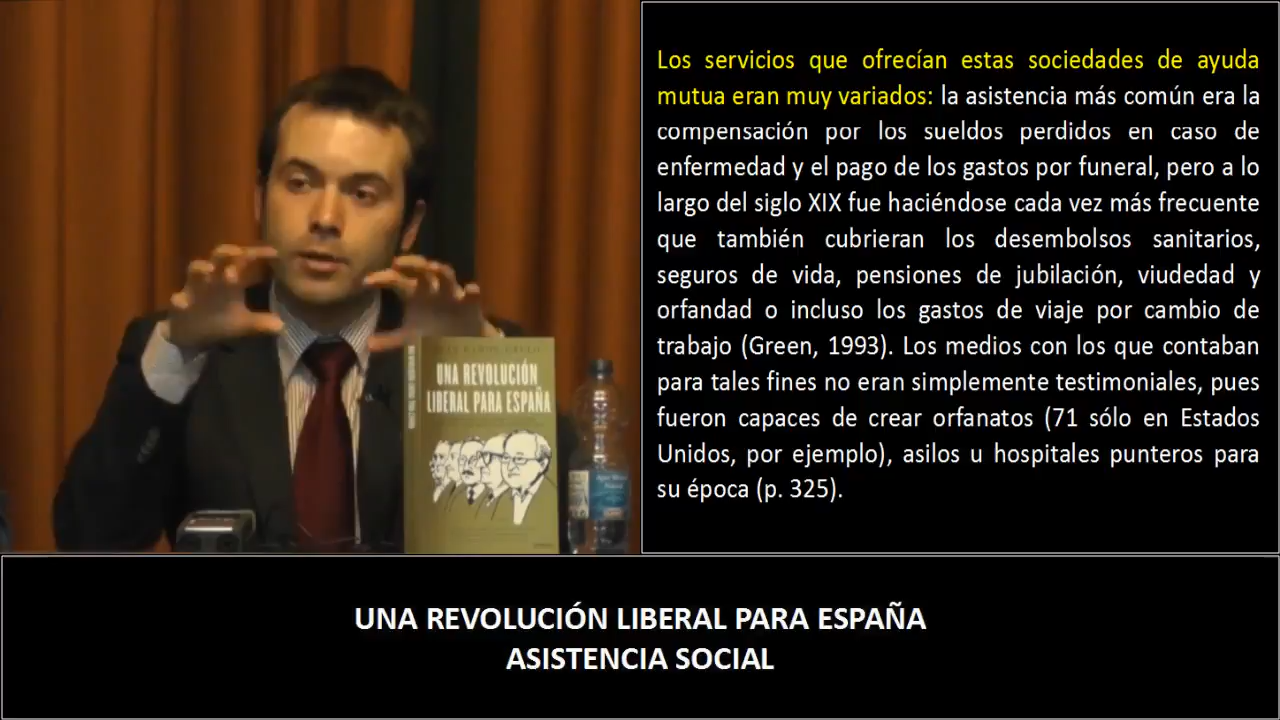 Los servicios que ofrecían estas sociedades de ayuda
mutua eran muy variados: la asistencia más común era la
compensación por los sueldos perdidos en caso de
enfermedad y el pago de los gastos por funeral, pero a lo
largo del siglo XIX fue haciéndose cada vez más frecuente
que también cubrieran los desembolsos sanitarios,
seguros de vida, pensiones de jubilación, viudedad y
orfandad o incluso los gastos de viaje por cambio de
trabajo (Green, 1993). Los medios con los que contaban
para tales fines no eran simplemente testimoniales, pues
fueron capaces de crear orfanatos (71 sólo en Estados
Unidos, por ejemplo), asilos u hospitales punteros para
su época (p. 325).
UNA REVOLUCIÓN
LIBERAL PARA ESPAÑA
UNA REVOLUCIÓN LIBERAL PARA ESPAÑA
ASISTENCIA SOCIAL